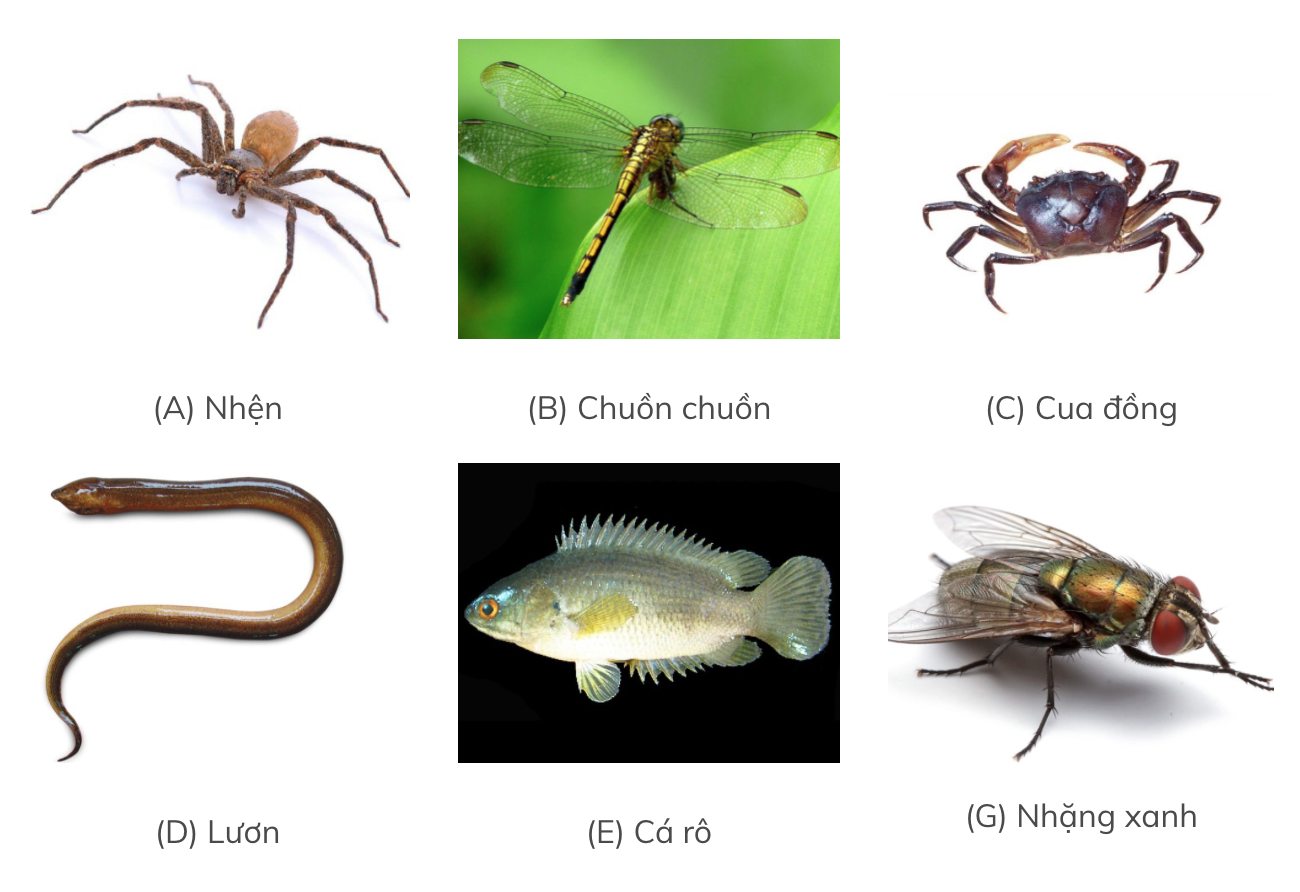 (A) Nhện
(B) Chuồn chuồn
(C) Cua đồng
(D) Lươn
(E) Cá rô
(G) Nhặng xanh